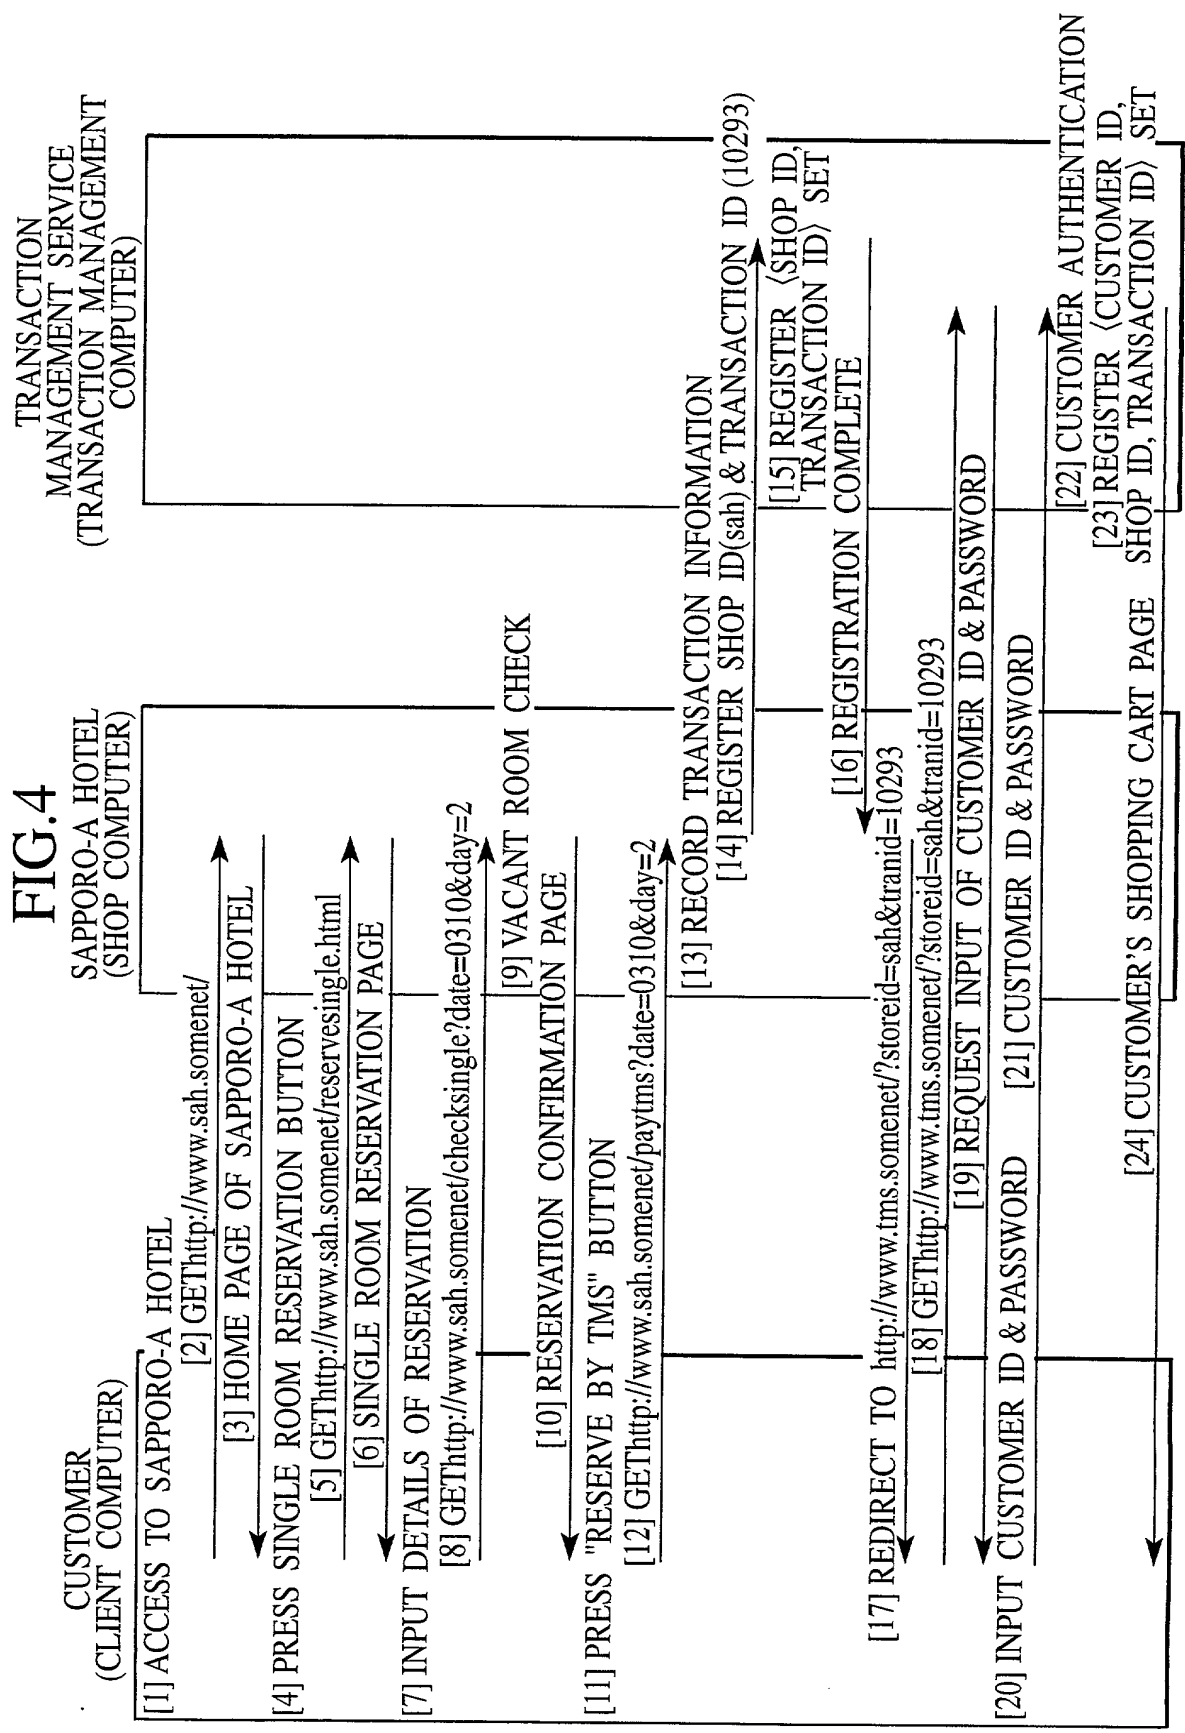 FIG.4
CUSTOMER
(CLIENT COMPUTER)
SAPPORO-A HOTEL
(SHOP COMPUTER)
TRANSACTION
MANAGEMENT SERVICE
(TRANSACTION MANAGEMENT
COMPUTER)
[1] ACCESS TO SAPPORO-A HOTEL
[2] GEThttp://www.sah.somenet/
[3] HOME PAGE OF SAPPORO-A HOTEL
[4] PRESS SINGLE ROOM RESERVATION BUTTON
[5] GEThttp://www.sah.somenet/reservesingle.html
[6] SINGLE ROOM RESERVATION PAGE
[7] INPUT DETAILS OF RESERVATION
[8] GEThttp://www.sah.somenet/checksingle?date=0310&day=2
[9] VACANT ROOM CHECK
[10] RESERVATION CONFIRMATION PAGE
[11] PRESS "RESERVE BY TMS" BUTTON
[12] GEThttp://www.sah.somenet/paytms?date=0310&day=2
[13] RECORD TRANSACTION INFORMATION
[14] REGISTER SHOP ID(sah) & TRANSACTION ID (10293)
[15] REGISTER 〈SHOP ID,
TRANSACTION ID〉 SET
[16] REGISTRATION COMPLETE
[17] REDIRECT TO http://www.tms.somenet/?storeid=sah&tranid=10293
[18] GEThttp://www.tms.somenet/?storeid=sah&tranid=10293
[19] REQUEST INPUT OF CUSTOMER ID & PASSWORD
[20] INPUT CUSTOMER ID & PASSWORD
[21] CUSTOMER ID & PASSWORD
[22] CUSTOMER AUTHENTICATION
[23] REGISTER 〈CUSTOMER ID,
SHOP ID, TRANSACTION ID〉 SET
[24] CUSTOMER'S SHOPPING CART PAGE